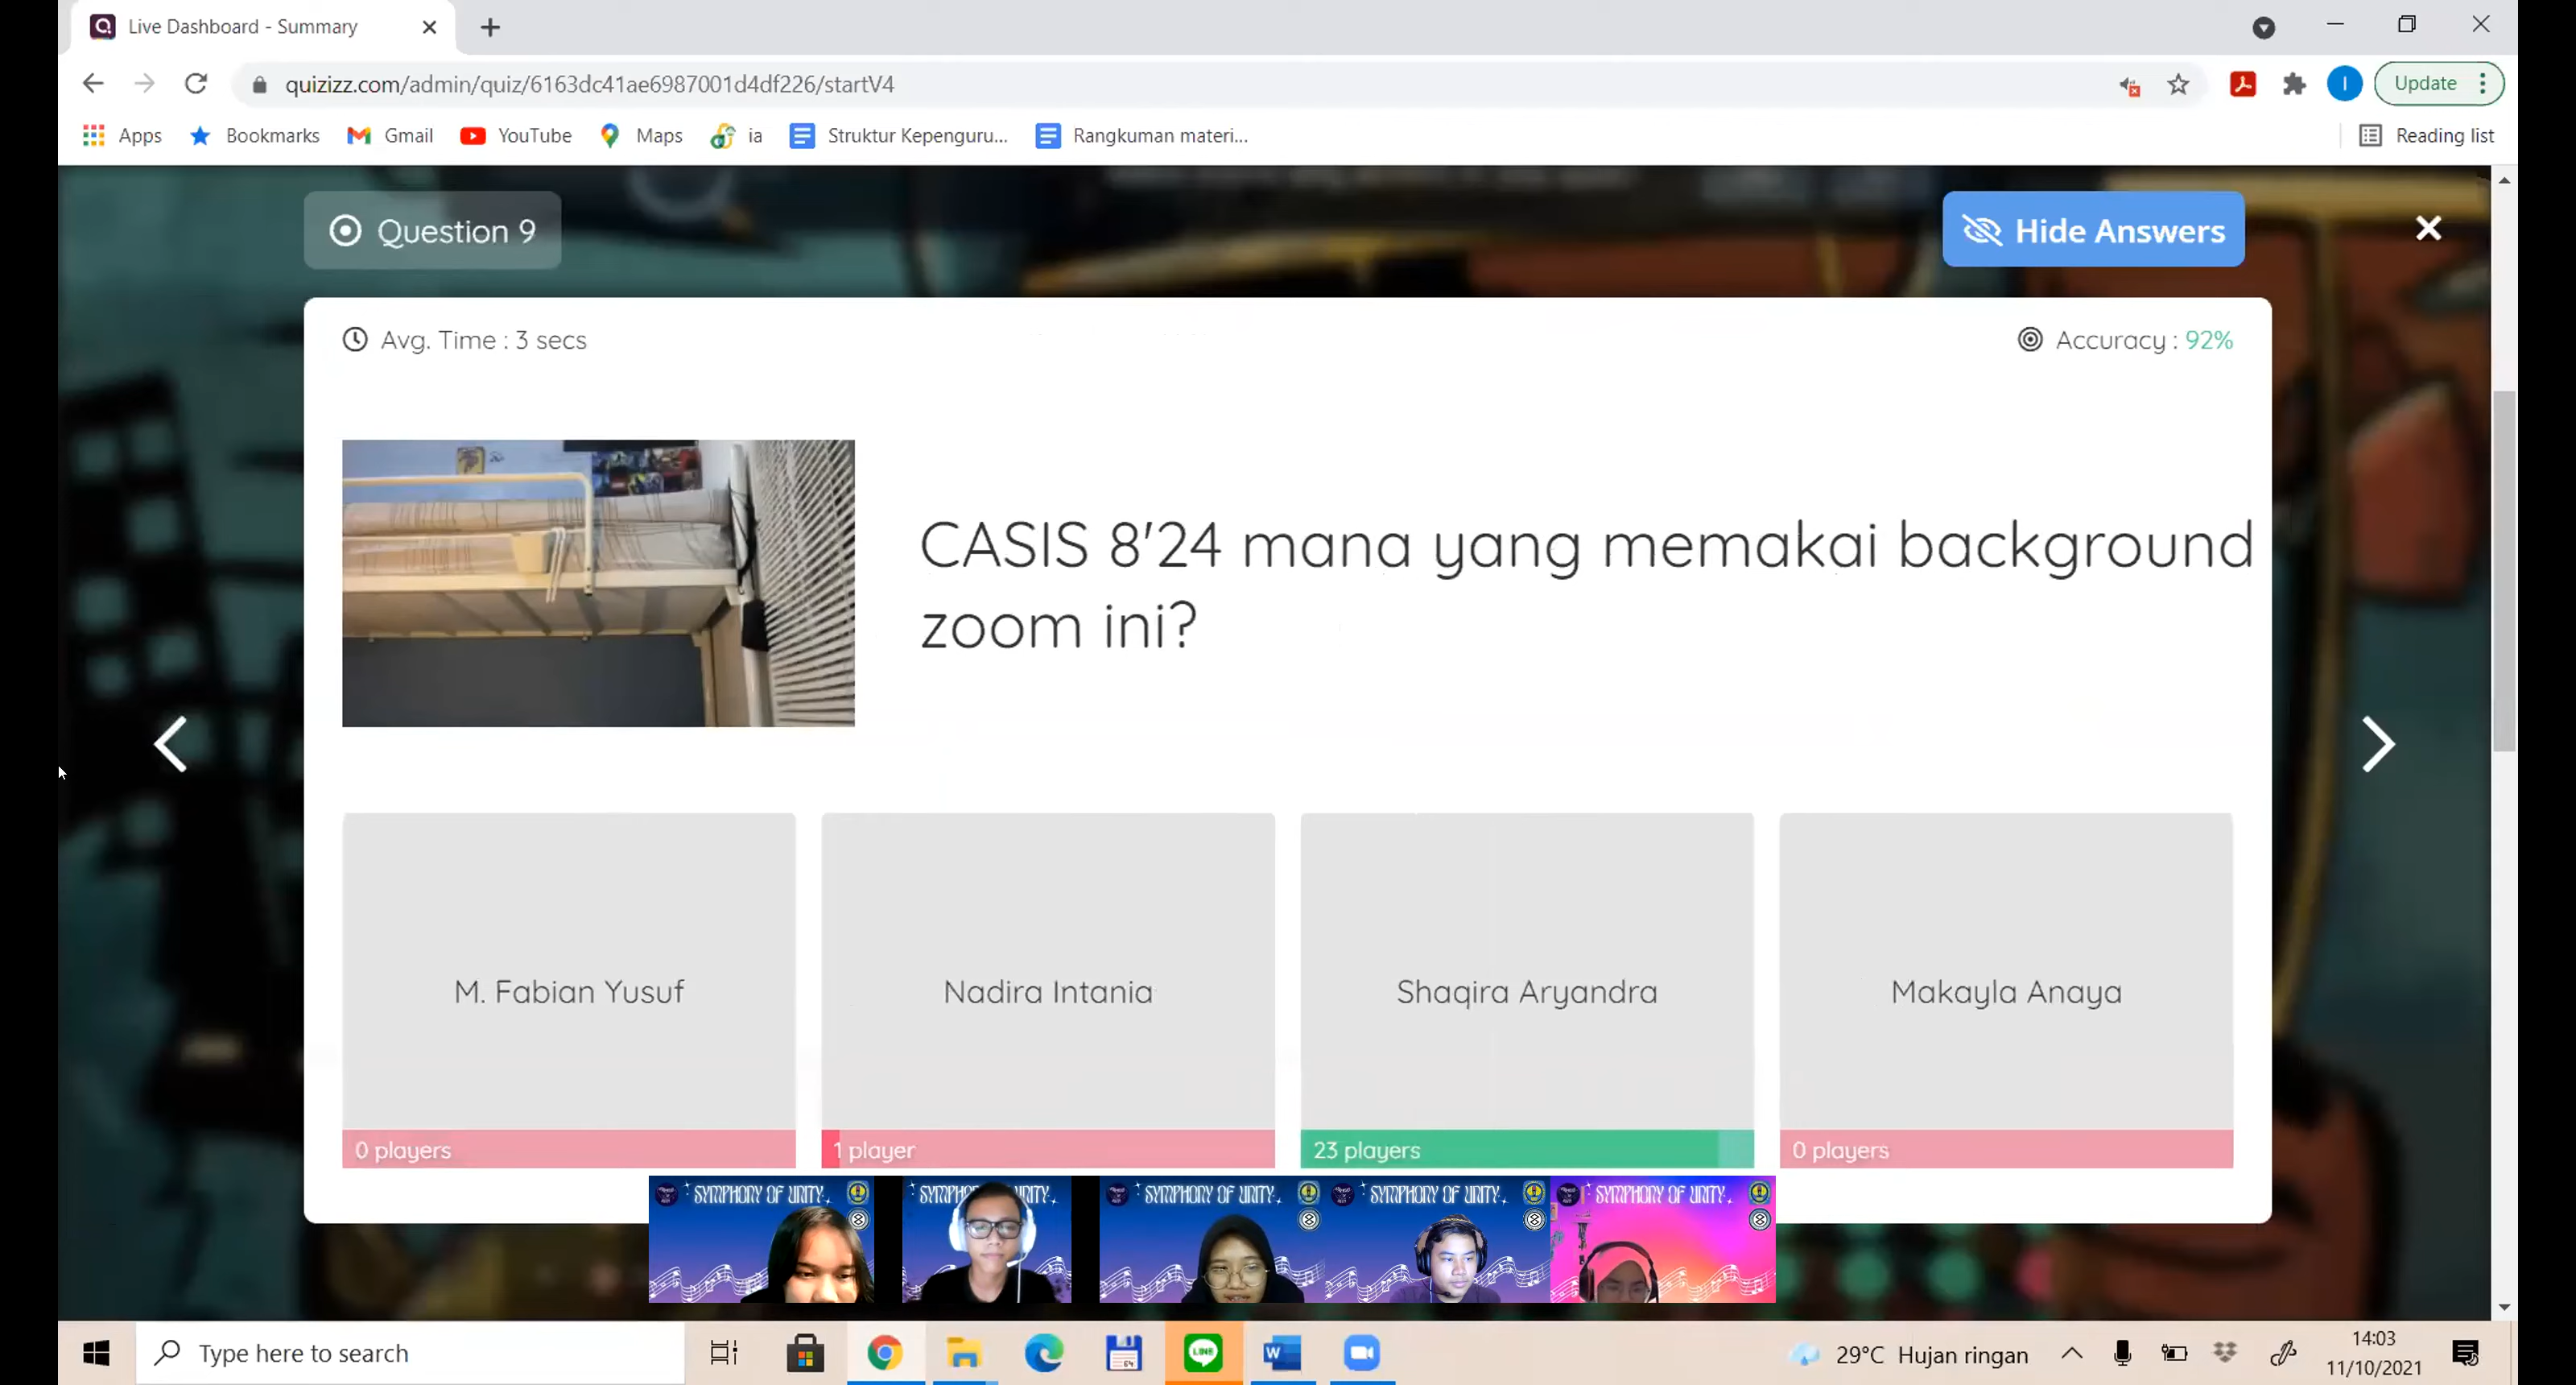 Live Dashboard - Summary
quizizz.com/admin/quiz/6163dc41ae6987001d4df226/startV4
I
Update
Apps
Bookmarks
Gmail
YouTube
Maps
ia
Struktur Kepenguru...
Rangkuman materi...
Reading list
Question 9
Hide Answers
Avg. Time : 3 secs
Accuracy : 92%
CASIS 8'24 mana yang memakai background
zoom ini?
M. Fabian Yusuf
Nadira Intania
Shaqira Aryandra
Makayla Anaya
0 players
1 player
23 players
0 players
SYMPHONY OF UNITY
SYMPHONY OF UNITY
SYMPHONY OF UNITY
SYMPHONY OF UNITY
Type here to search
64
LINE
W
29°C Hujan ringan
14:03
11/10/2021